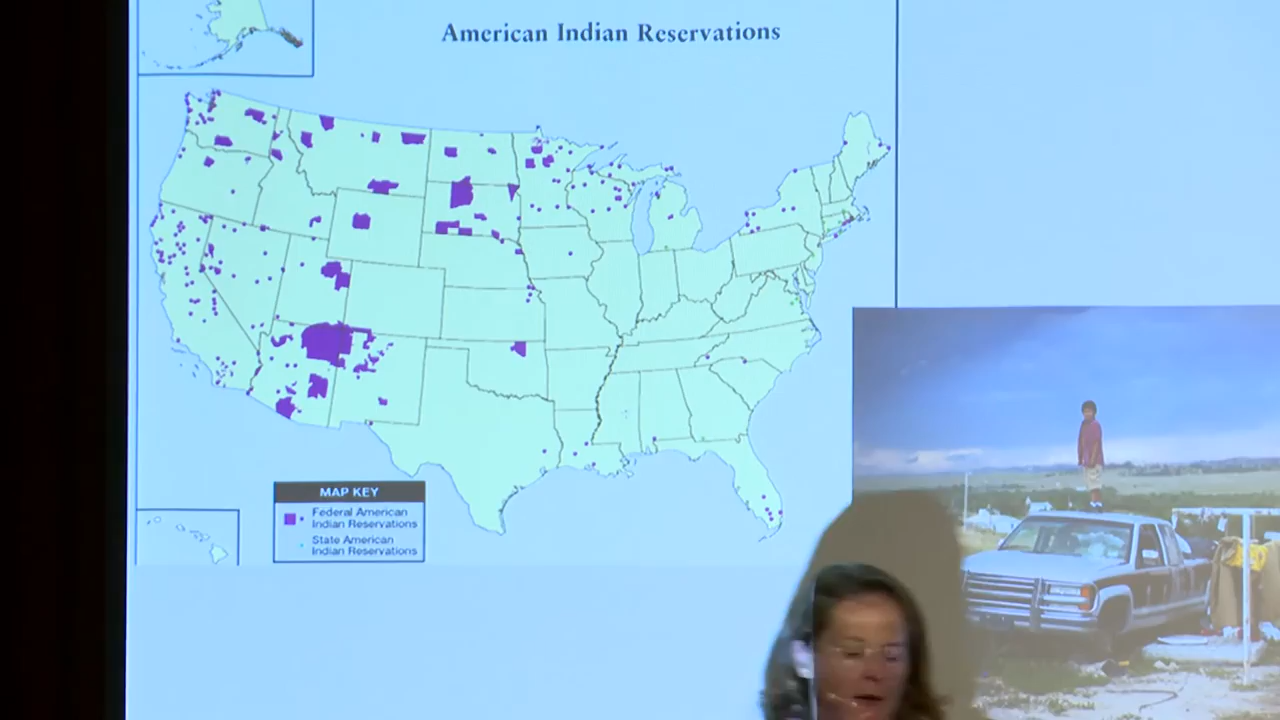 American Indian Reservations
MAP KEY
Federal American
Indian Reservations
State American
Indian Reservations